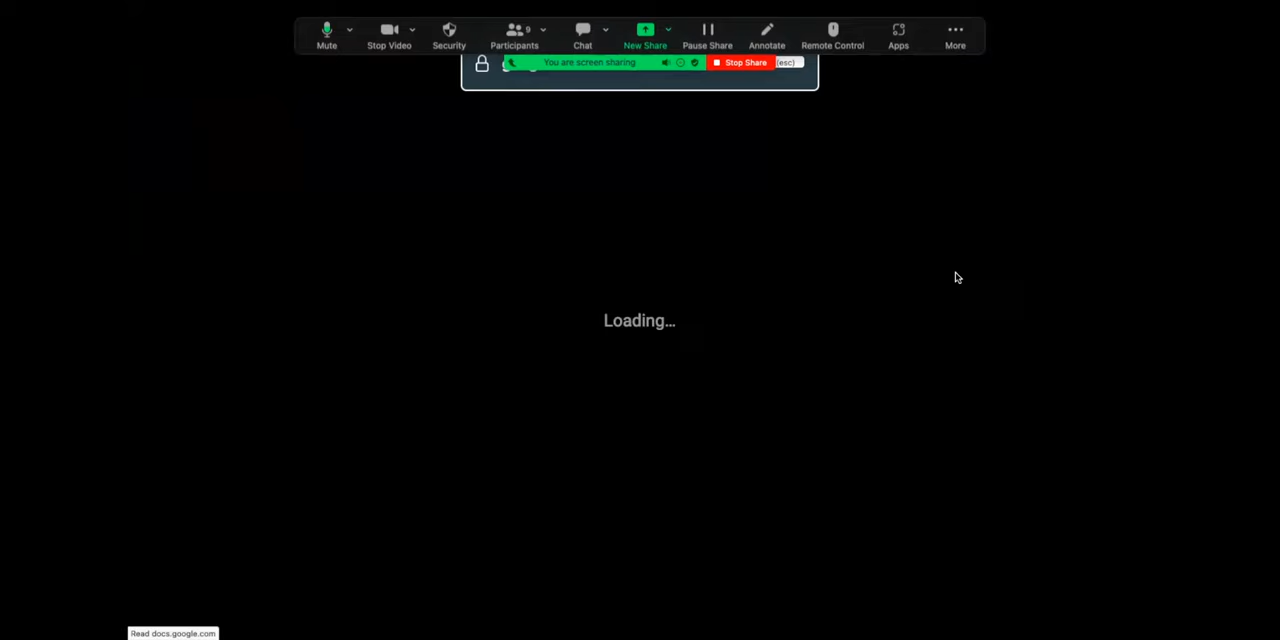 Mute Stop Video Security Participants 9 Chat New Share Pause Share Annotate Remote Control Apps More
You are screen sharing Stop Share (esc)
Loading...
Read docs.google.com